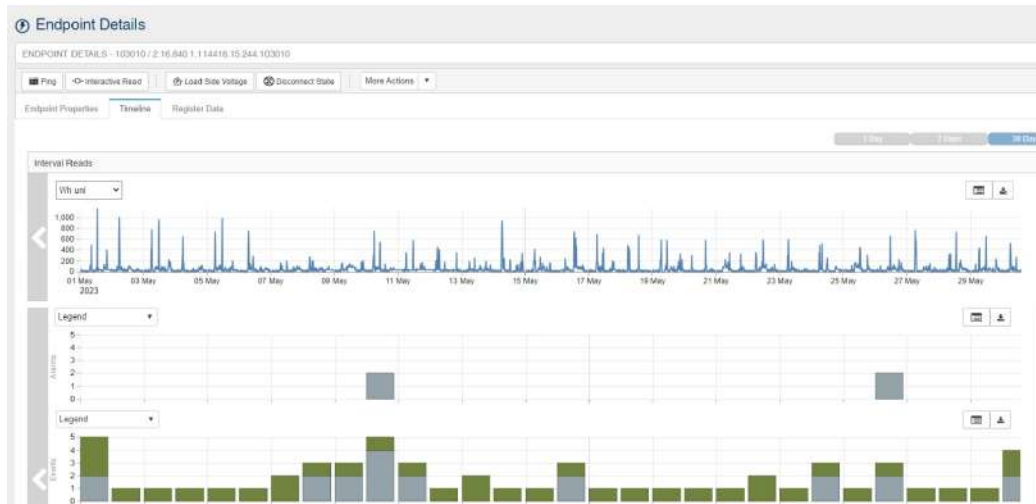 Endpoint Details
ENDPOINT DETAILS - 103010 / 2.16.840.1.114416.15.244.103010
Ping Interactive Read Load Side Voltage Disconnect State More Actions
Endpoint Properties Timeline Register Data
1 Day 7 Days 30 Day
Interval Reads
Wh uni
1,000
800
600
400
200
0
01 May 03 May 05 May 07 May 09 May 11 May 13 May 15 May 17 May 19 May 21 May 23 May 25 May 27 May 29 May
2023
Legend
Alarms
5
4
3
2
1
0
Legend
Events
5
4
3
2
1
0